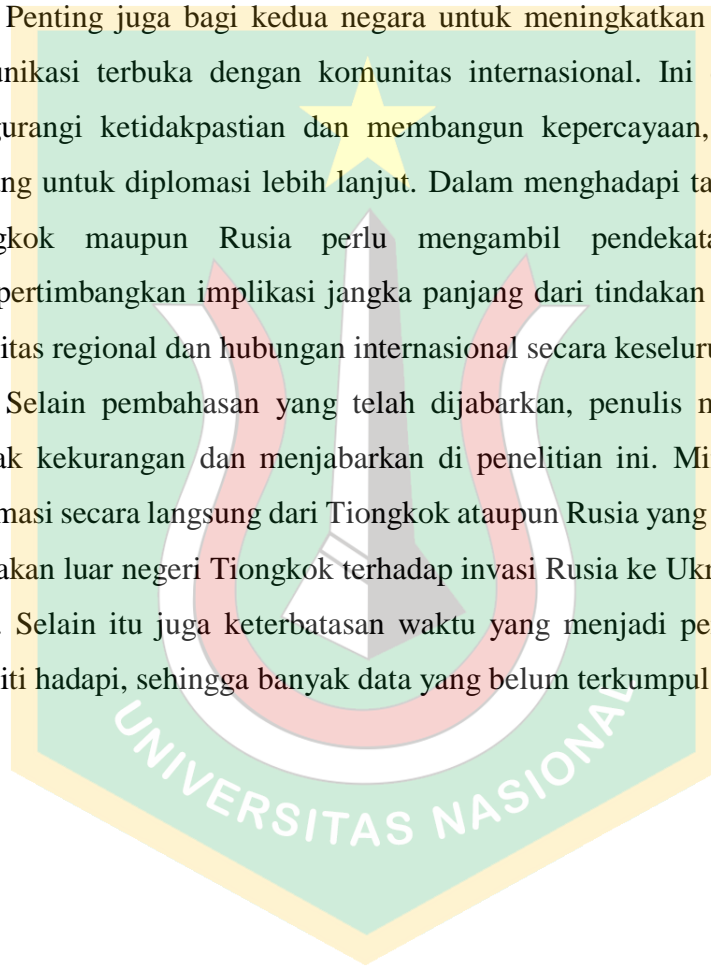 Penting juga bagi kedua negara untuk meningkatkan
unikasi terbuka dengan komunitas internasional. Ini
gurangi ketidakpastian dan membangun kepercayaan,
ng untuk diplomasi lebih lanjut. Dalam menghadapi ta
gkok maupun Rusia perlu mengambil pendekata
pertimbangkan implikasi jangka panjang dari tindakan
itas regional dan hubungan internasional secara keseluru
Selain pembahasan yang telah dijabarkan, penulis m
ak kekurangan dan menjabarkan di penelitian ini. Mi
masi secara langsung dari Tiongkok ataupun Rusia yang
akan luar negeri Tiongkok terhadap invasi Rusia ke Ukr
. Selain itu juga keterbatasan waktu yang menjadi pe
iti hadapi, sehingga banyak data yang belum terkumpul
UNIVERSITAS NASIONAL